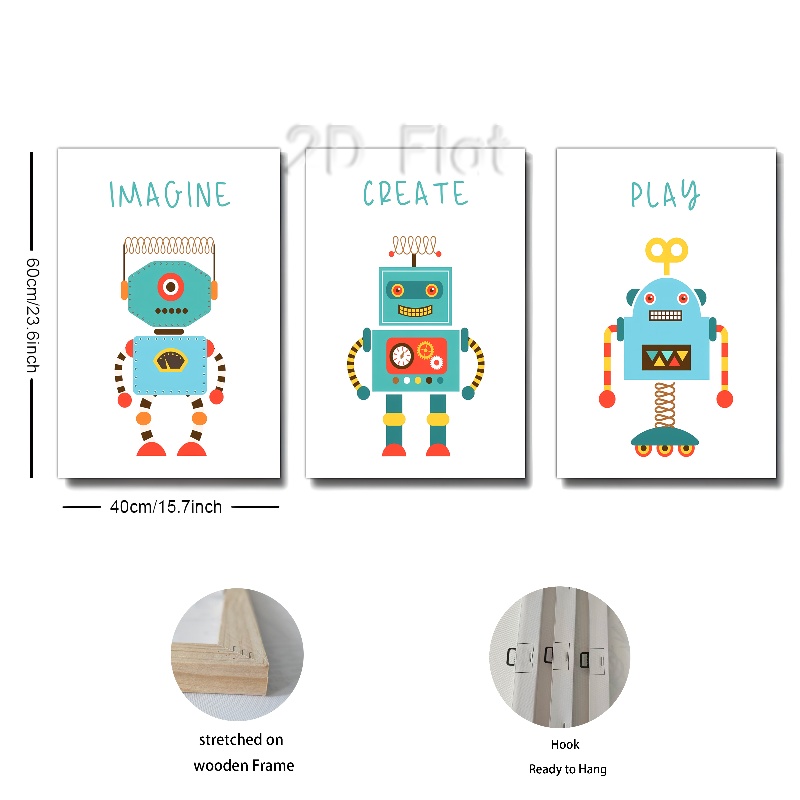 2D Flat
IMAGINE
CREATE
PLAY
60cm/23.6inch
40cm/15.7inch
stretched on
wooden Frame
Hook
Ready to Hang